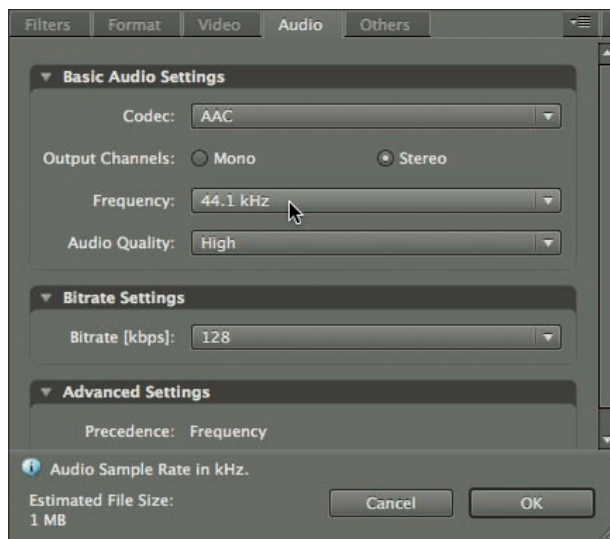 Filters Format Video Audio Others
Basic Audio Settings
Codec: AAC
Output Channels: Mono Stereo
Frequency: 44.1 kHz
Audio Quality: High
Bitrate Settings
Bitrate [kbps]: 128
Advanced Settings
Precedence: Frequency
Audio Sample Rate in kHz.
Estimated File Size:
1 MB
Cancel OK